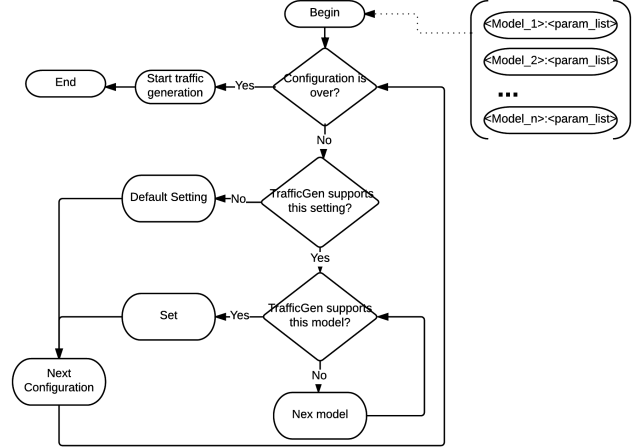 Begin
<Model_1>:<param_list>
<Model_2>:<param_list>
...
<Model_n>:<param_list>
Configuration is
over?
Yes
Start traffic
generation
End
No
TrafficGen supports
this setting?
No
Default Setting
Yes
TrafficGen supports
this model?
Yes
Set
No
Nex model
Next
Configuration